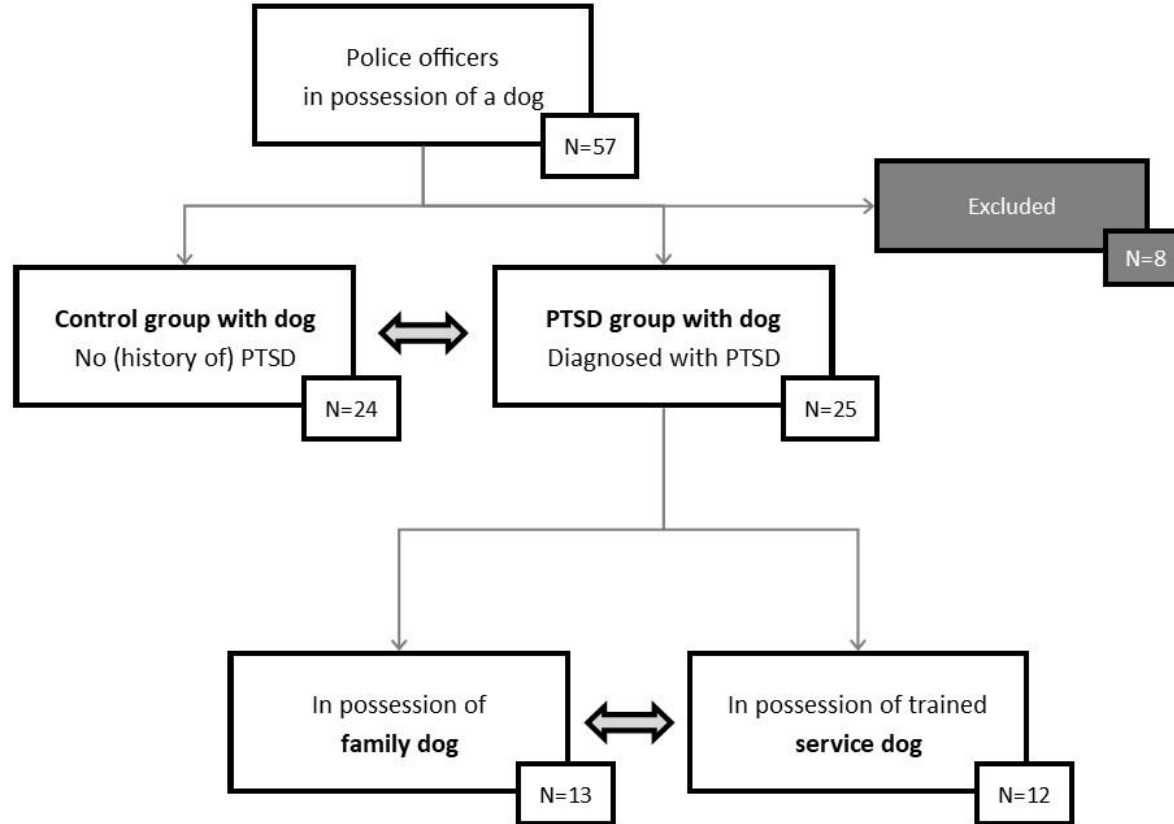 Police officers
in possession of a dog
N=57
Excluded
N=8
Control group with dog
No (history of) PTSD
N=24
PTSD group with dog
Diagnosed with PTSD
N=25
In possession of
family dog
N=13
In possession of trained
service dog
N=12